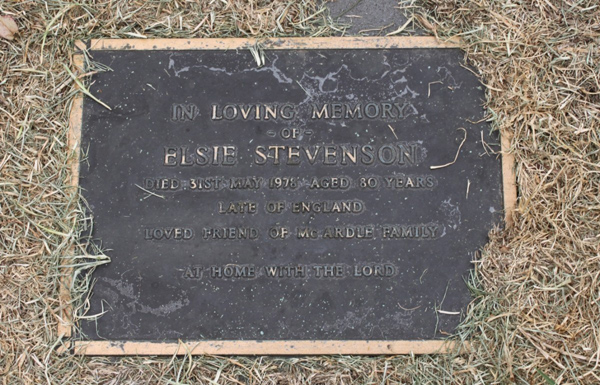 IN LOVING MEMORY
- OF -
ELSIE STEVENSON
DIED 31ST MAY 1978 AGED 80 YEARS
LATE OF ENGLAND
LOVED FRIEND OF McARDLE FAMILY
AT HOME WITH THE LORD